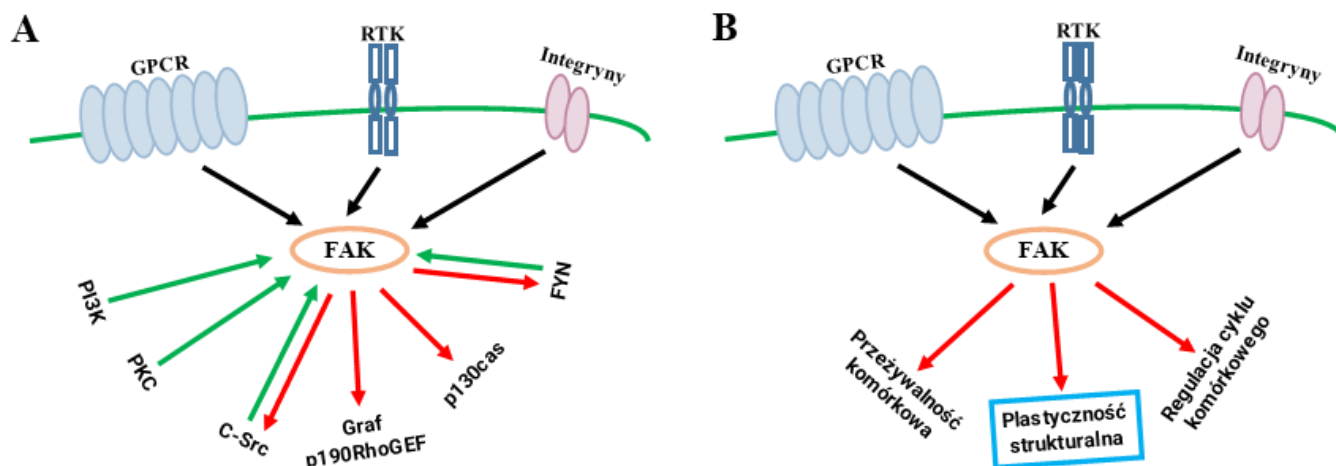 A
GPCR
RTK
Integryny
FAK
PI3K
PKC
C-Src
Graf
p190RhoGEF
p130cas
FYN
B
GPCR
RTK
Integryny
FAK
Przeżywalność
komórkowa
Plastyczność
strukturalna
Regulacja cyklu
komórkowego